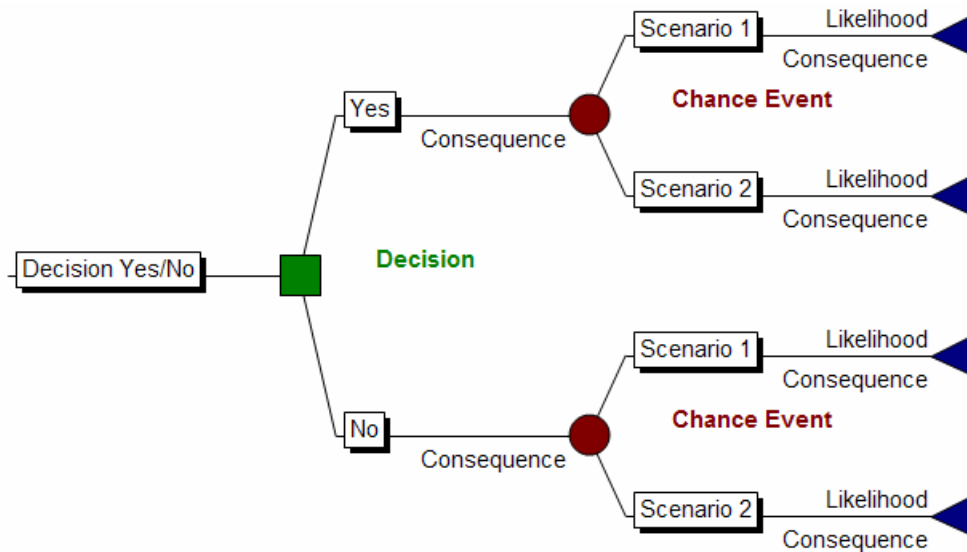 Scenario 1
Likelihood
Consequence
Chance Event
Yes
Consequence
Scenario 2
Likelihood
Consequence
Decision
Decision Yes/No
Scenario 1
Likelihood
Consequence
Chance Event
No
Consequence
Scenario 2
Likelihood
Consequence